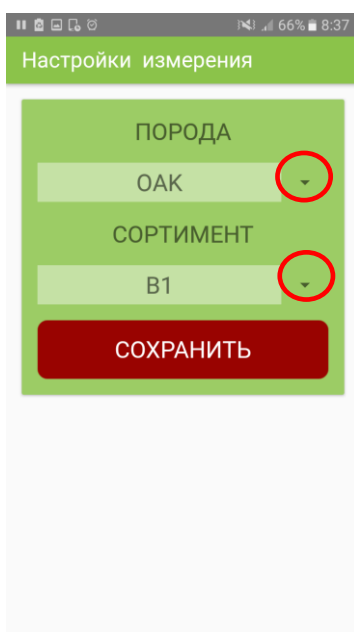 66% 8:37
Настройки измерения
ПОРОДА
OAK
СОРТИМЕНТ
B1
СОХРАНИТЬ